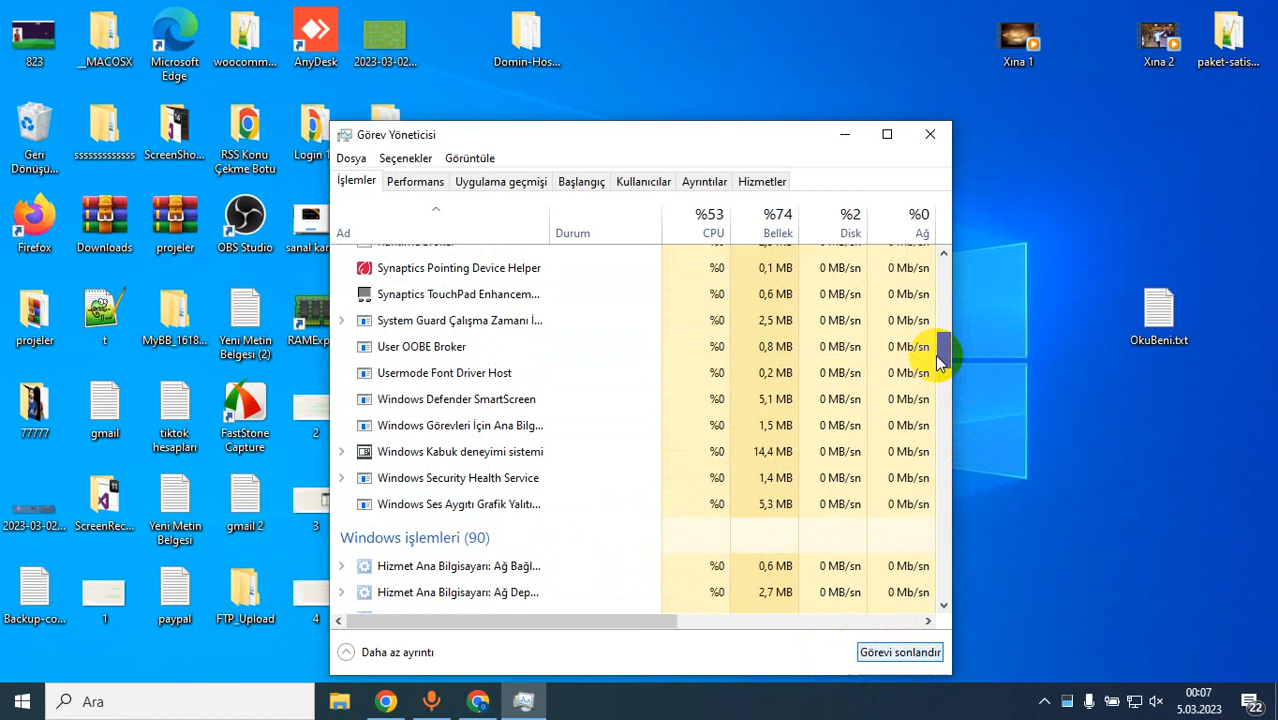 823
__MACOSX
Microsoft Edge
woocomm...
AnyDesk
2023-03-02...
Domin-Hos...
Xına 1
Xına 2
paket-satis...
Geri Dönüşü...
sssssssssssss
ScreenSho...
RSS Konu Çekme Botu
Login 1
Firefox
Downloads
projeler
OBS Studio
sanal kar
projeler
t
MyBB_1618...
Yeni Metin Belgesi (2)
RAMExp
OkuBeni.txt
77777
gmail
tiktok hesapları
FastStone Capture
2
2023-03-02...
ScreenRec...
Yeni Metin Belgesi
gmail 2
3
Backup-co...
1
paypal
FTP_Upload
4
Görev Yöneticisi
Dosya Seçenekler Görüntüle
İşlemler Performans Uygulama geçmişi Başlangıç Kullanıcılar Ayrıntılar Hizmetler
%53 %74 %2 %0
Ad Durum CPU Bellek Disk Ağ
Synaptics Pointing Device Helper %0 0,1 MB 0 MB/sn 0 Mb/sn
Synaptics TouchPad Enhancem... %0 0,6 MB 0 MB/sn 0 Mb/sn
System Guard Çalışma Zamanı İ... %0 2,5 MB 0 MB/sn 0 Mb/sn
User OOBE Broker %0 0,8 MB 0 MB/sn 0 Mb/sn
Usermode Font Driver Host %0 0,2 MB 0 MB/sn 0 Mb/sn
Windows Defender SmartScreen %0 5,1 MB 0 MB/sn 0 Mb/sn
Windows Görevleri İçin Ana Bilg... %0 1,5 MB 0 MB/sn 0 Mb/sn
Windows Kabuk deneyimi sistemi %0 14,4 MB 0 MB/sn 0 Mb/sn
Windows Security Health Service %0 1,4 MB 0 MB/sn 0 Mb/sn
Windows Ses Aygıtı Grafik Yalıtı... %0 5,3 MB 0 MB/sn 0 Mb/sn
Windows işlemleri (90)
Hizmet Ana Bilgisayarı: Ağ Bağl... %0 0,6 MB 0 MB/sn 0 Mb/sn
Hizmet Ana Bilgisayarı: Ağ Dep... %0 2,7 MB 0 MB/sn 0 Mb/sn
Daha az ayrıntı
Görevi sonlandır
Ara
00:07
5.03.2023
22